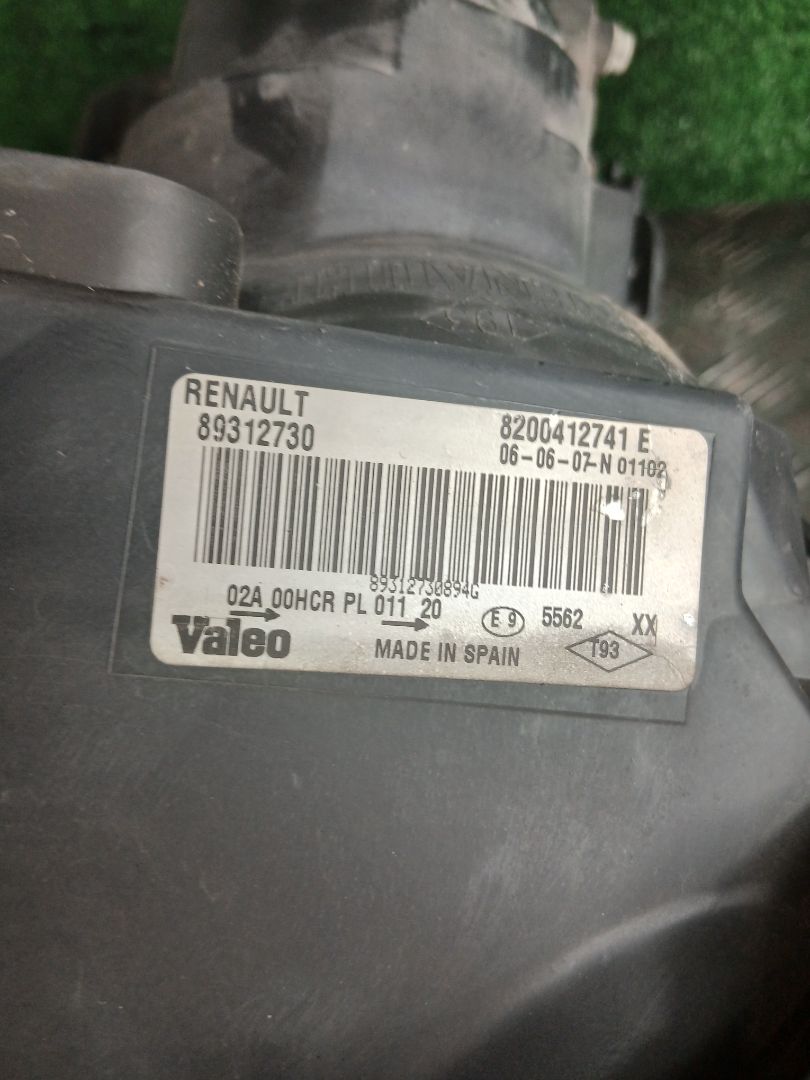 RENAULT
89312730
8200412741 E
06-06-07-N 01102
89312730894G
02A 00HCR PL 011 20
E 9 5562 XX
Valeo
MADE IN SPAIN
T93